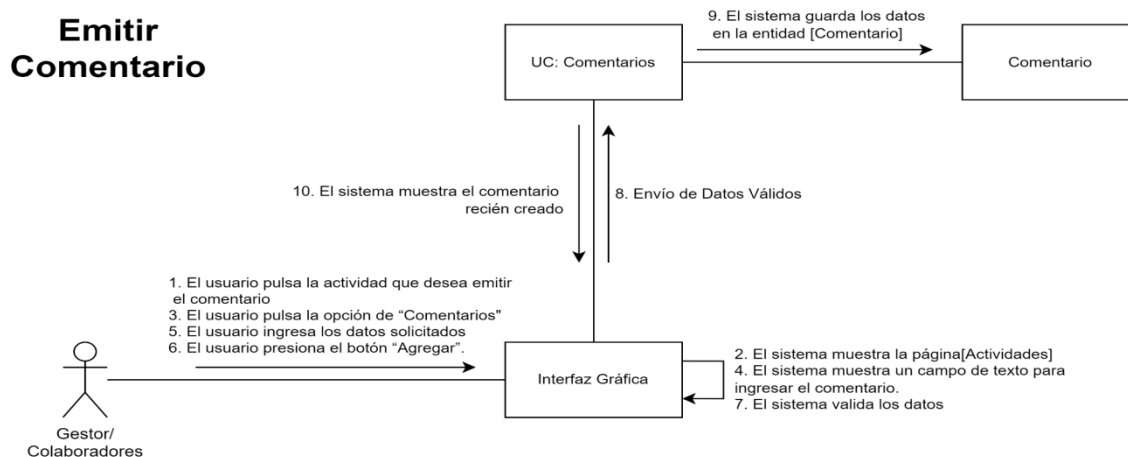 Emitir
Comentario
9. El sistema guarda los datos
en la entidad [Comentario]
UC: Comentarios
Comentario
10. El sistema muestra el comentario
recién creado
8. Envío de Datos Válidos
1. El usuario pulsa la actividad que desea emitir
el comentario
3. El usuario pulsa la opción de “Comentarios"
5. El usuario ingresa los datos solicitados
6. El usuario presiona el botón “Agregar”.
Interfaz Gráfica
2. El sistema muestra la página[Actividades]
4. El sistema muestra un campo de texto para
ingresar el comentario.
7. El sistema valida los datos
Gestor/
Colaboradores